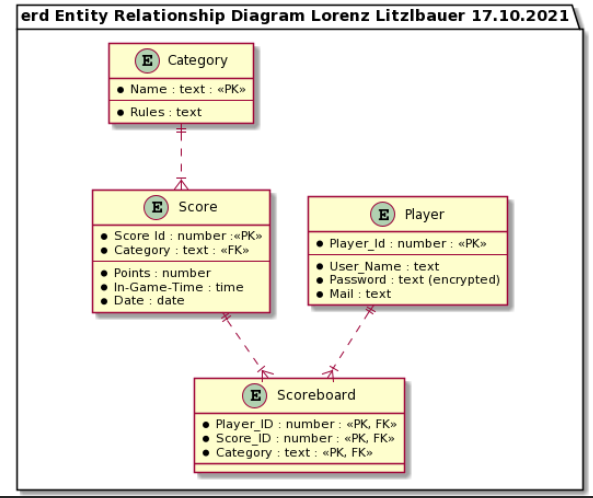 erd Entity Relationship Diagram Lorenz Litzlbauer 17.10.2021
E Category
Name : text : «PK»
Rules : text
E Score
Score Id : number :«PK»
Category : text : «FK»
Points : number
In-Game-Time : time
Date : date
E Player
Player_Id : number : «PK»
User_Name : text
Password : text (encrypted)
Mail : text
E Scoreboard
Player_ID : number : «PK, FK»
Score_ID : number : «PK, FK»
Category : text : «PK, FK»